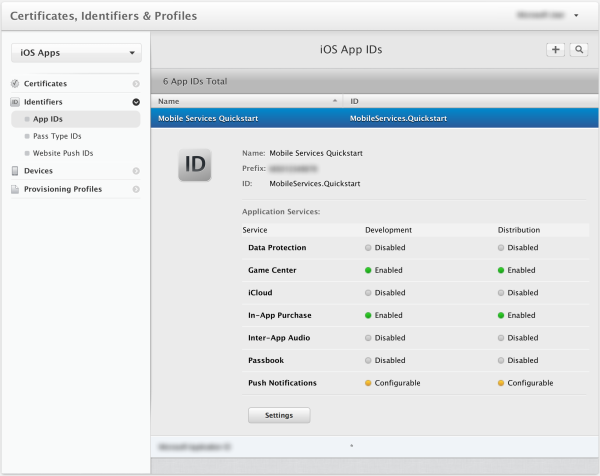 Certificates, Identifiers & Profiles
iOS Apps
Certificates
Identifiers
App IDs
Pass Type IDs
Website Push IDs
Devices
Provisioning Profiles
iOS App IDs
6 App IDs Total
Name ID
Mobile Services Quickstart MobileServices.Quickstart
ID
Name: Mobile Services Quickstart
Prefix:
ID: MobileServices.Quickstart
Application Services:
Service Development Distribution
Data Protection Disabled Disabled
Game Center Enabled Enabled
iCloud Disabled Disabled
In-App Purchase Enabled Enabled
Inter-App Audio Disabled Disabled
Passbook Disabled Disabled
Push Notifications Configurable Configurable
Settings
*